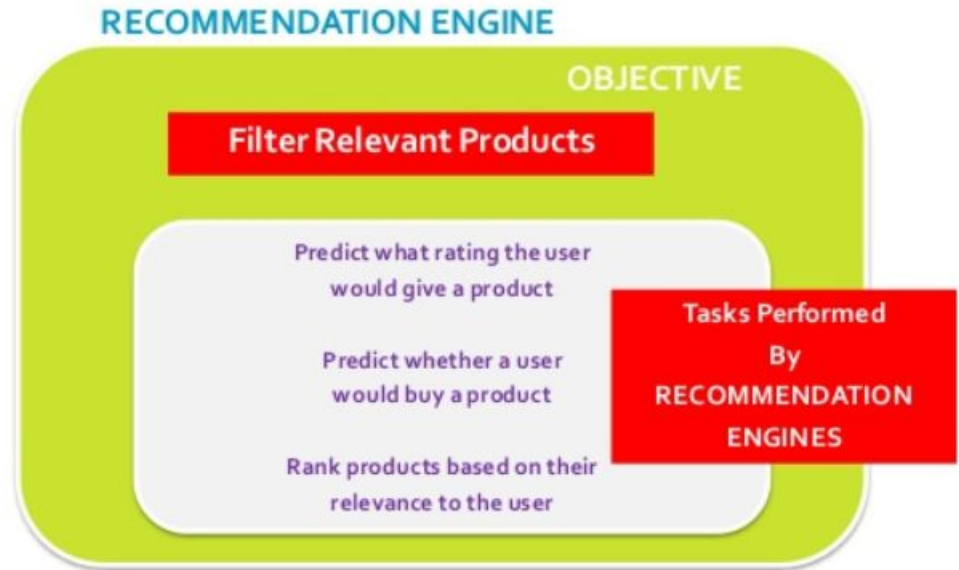 RECOMMENDATION ENGINE
OBJECTIVE
Filter Relevant Products
Predict what rating the user
would give a product
Predict whether a user
would buy a product
Rank products based on their
relevance to the user
Tasks Performed
By
RECOMMENDATION
ENGINES